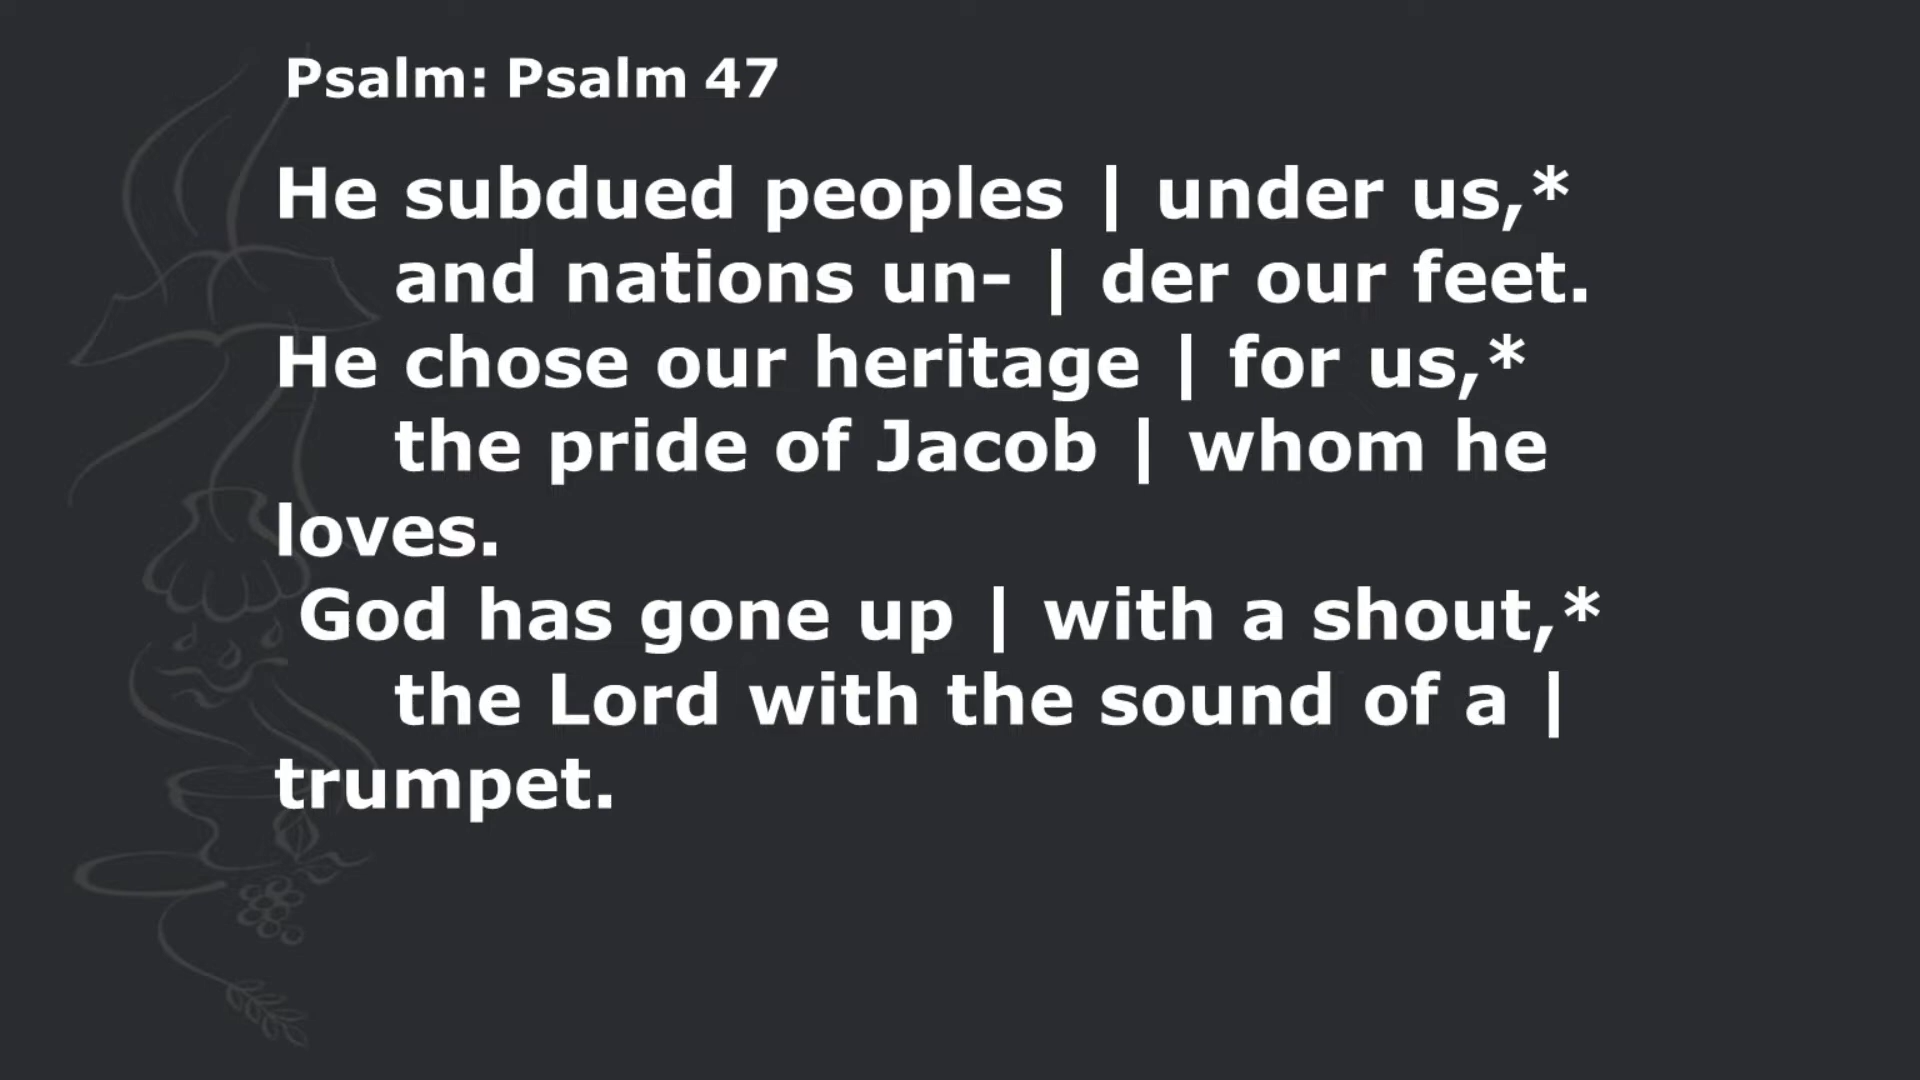 Psalm: Psalm 47
He subdued peoples | under us,*
and nations un- | der our feet.
He chose our heritage | for us,*
the pride of Jacob | whom he
loves.
God has gone up | with a shout,*
the Lord with the sound of a |
trumpet.